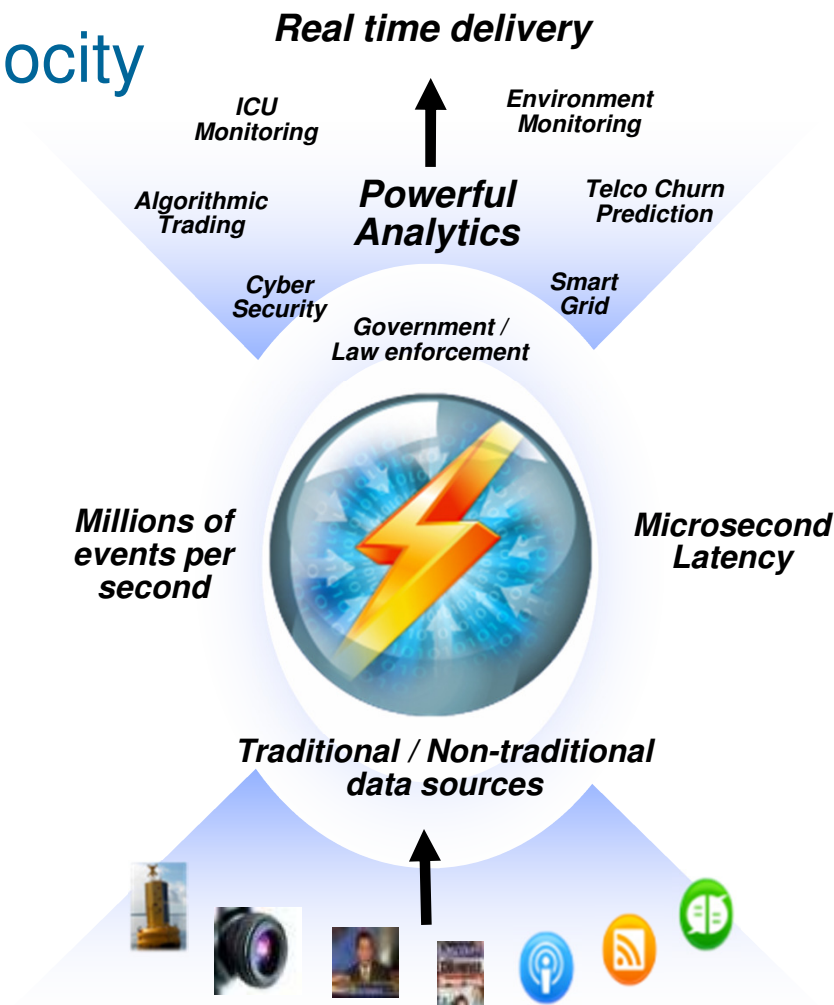 ocity
Real time delivery
ICU
Monitoring
Environment
Monitoring
Algorithmic
Trading
Powerful
Analytics
Telco Churn
Prediction
Cyber
Security
Smart
Grid
Government /
Law enforcement
Millions of
events per
second
Microsecond
Latency
Traditional / Non-traditional
data sources